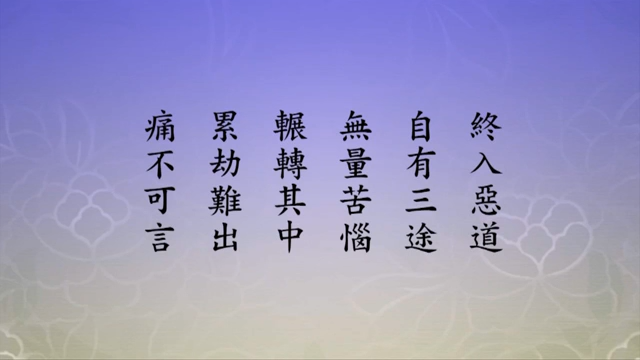 終入惡道
自有三途
無量苦惱
輾轉其中
累劫難出
痛不可言